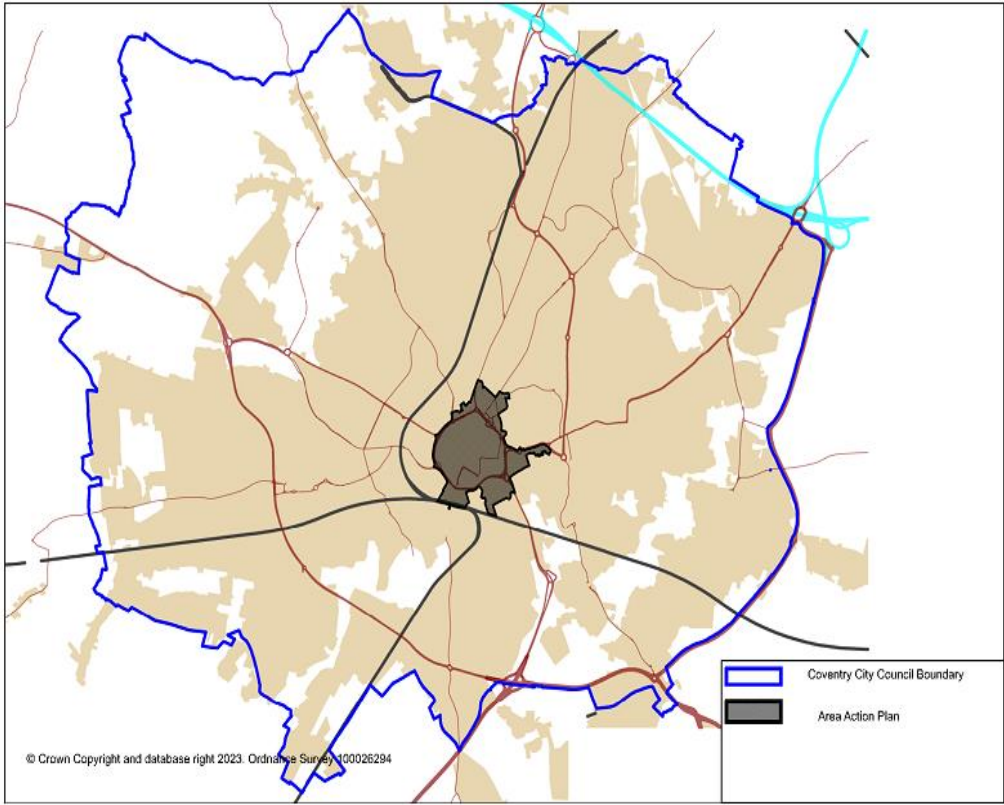 Coventry City Council Boundary
Area Action Plan
© Crown Copyright and database right 2023. Ordnance Survey 100026294